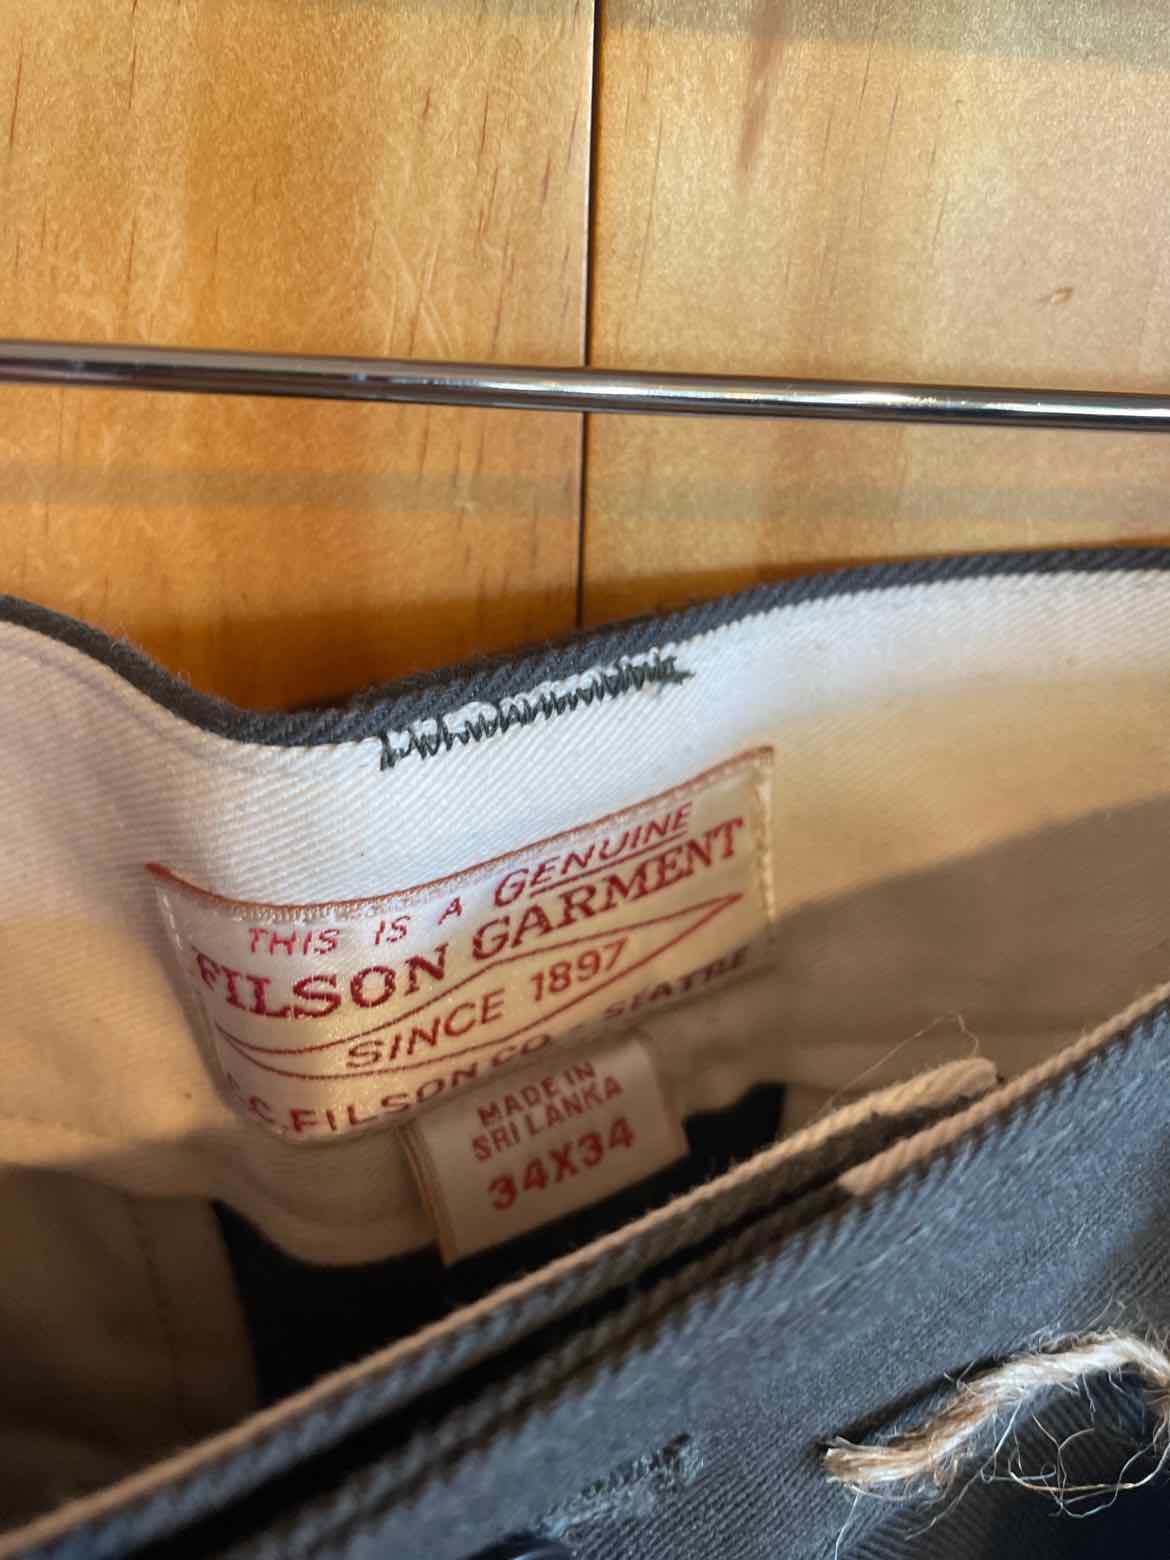 THIS IS A GENUINE
FILSON GARMENT
SINCE 1897
C.C. FILSON CO - SEATTLE
MADE IN
SRI LANKA
34X34